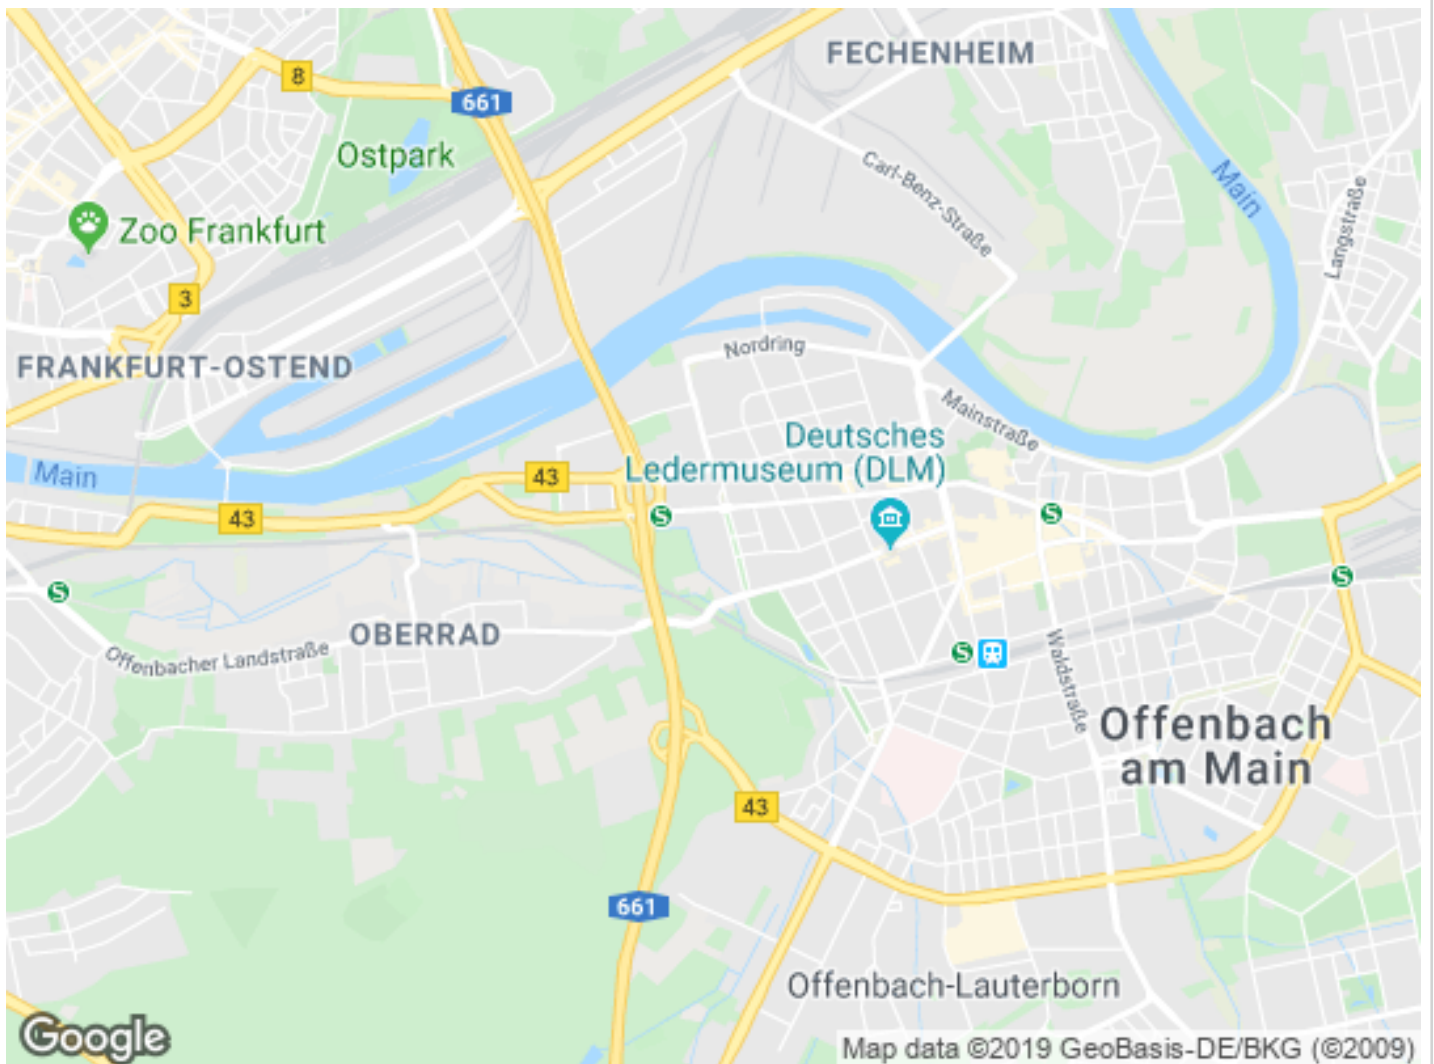 FECHENHEIM
8
661
Ostpark
Carl-Benz-Straße
Main
Langstraße
Zoo Frankfurt
3
Nordring
FRANKFURT-OSTEND
Mainstraße
Deutsches
Ledermuseum (DLM)
Main
43
43
S
S
S
S
OBERRAD
Offenbacher Landstraße
S
Waldstraße
Offenbach
am Main
43
661
Offenbach-Lauterborn
Google
Map data ©2019 GeoBasis-DE/BKG (©2009)